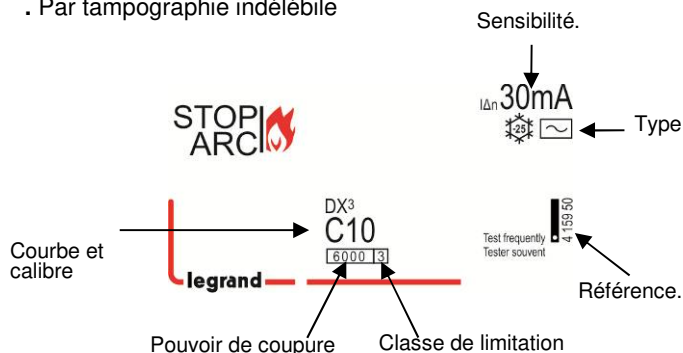 . Par tampographie indélébile
Sensibilité.
STOP
ARC
I∆n 30mA
-25
Type
DX³
C10
6000 3
Courbe et
calibre
legrand
Test frequently
Tester souvent
4 159 50
Référence.
Pouvoir de coupure
Classe de limitation